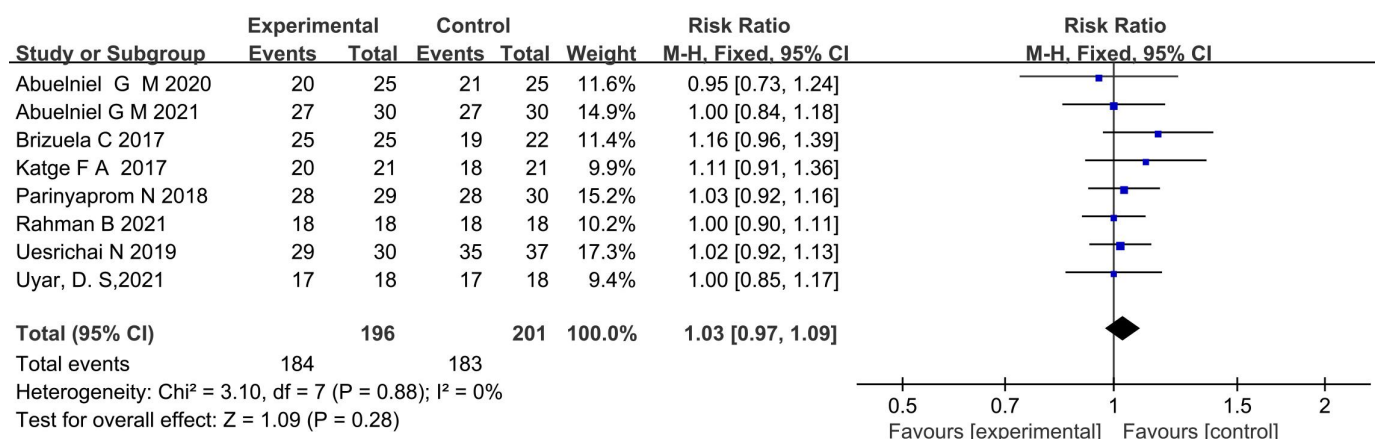 Experimental Control Risk Ratio Risk Ratio
Study or Subgroup Events Total Events Total Weight M-H, Fixed, 95% CI M-H, Fixed, 95% CI
Abuelniel G M 2020 20 25 21 25 11.6% 0.95 [0.73, 1.24]
Abuelniel G M 2021 27 30 27 30 14.9% 1.00 [0.84, 1.18]
Brizuela C 2017 25 25 19 22 11.4% 1.16 [0.96, 1.39]
Katge F A 2017 20 21 18 21 9.9% 1.11 [0.91, 1.36]
Parinyaprom N 2018 28 29 28 30 15.2% 1.03 [0.92, 1.16]
Rahman B 2021 18 18 18 18 10.2% 1.00 [0.90, 1.11]
Uesrichai N 2019 29 30 35 37 17.3% 1.02 [0.92, 1.13]
Uyar, D. S,2021 17 18 17 18 9.4% 1.00 [0.85, 1.17]
Total (95% CI) 196 201 100.0% 1.03 [0.97, 1.09]
Total events 184 183
Heterogeneity: Chi² = 3.10, df = 7 (P = 0.88); I² = 0%
Test for overall effect: Z = 1.09 (P = 0.28)
0.5 0.7 1 1.5 2
Favours [experimental] Favours [control]